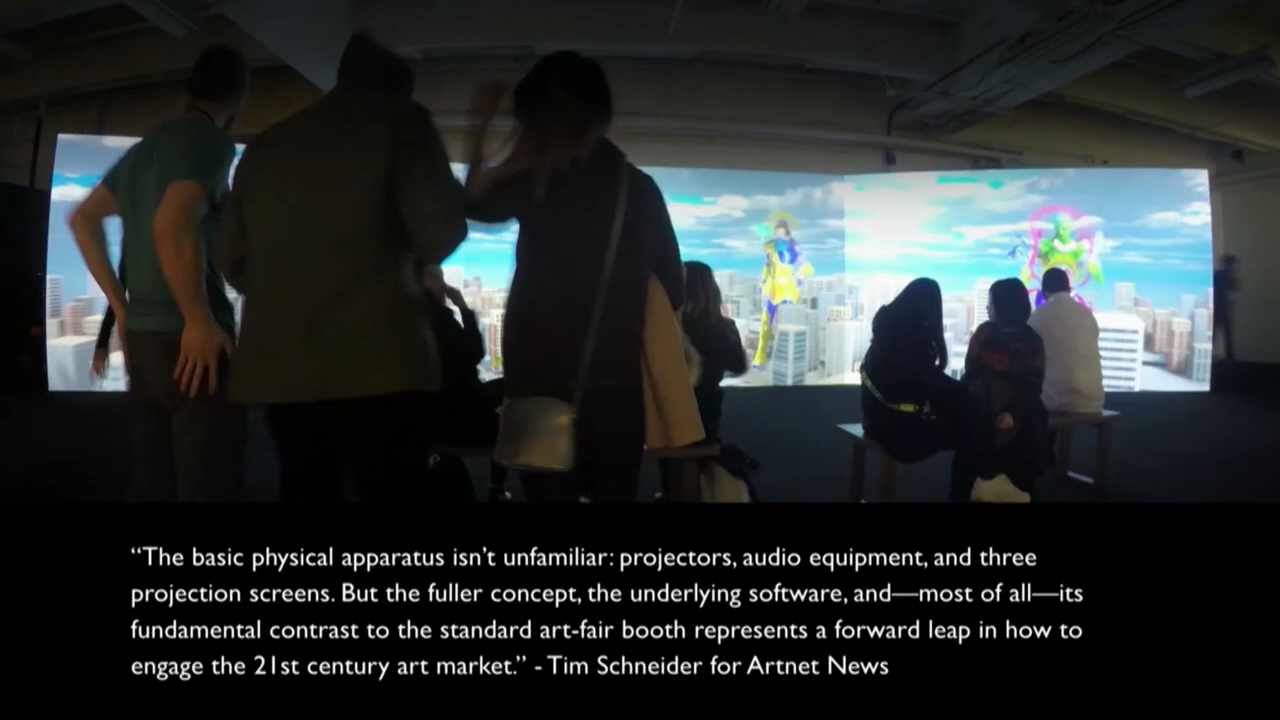 “The basic physical apparatus isn’t unfamiliar: projectors, audio equipment, and three
projection screens. But the fuller concept, the underlying software, and—most of all—its
fundamental contrast to the standard art-fair booth represents a forward leap in how to
engage the 21st century art market.” - Tim Schneider for Artnet News